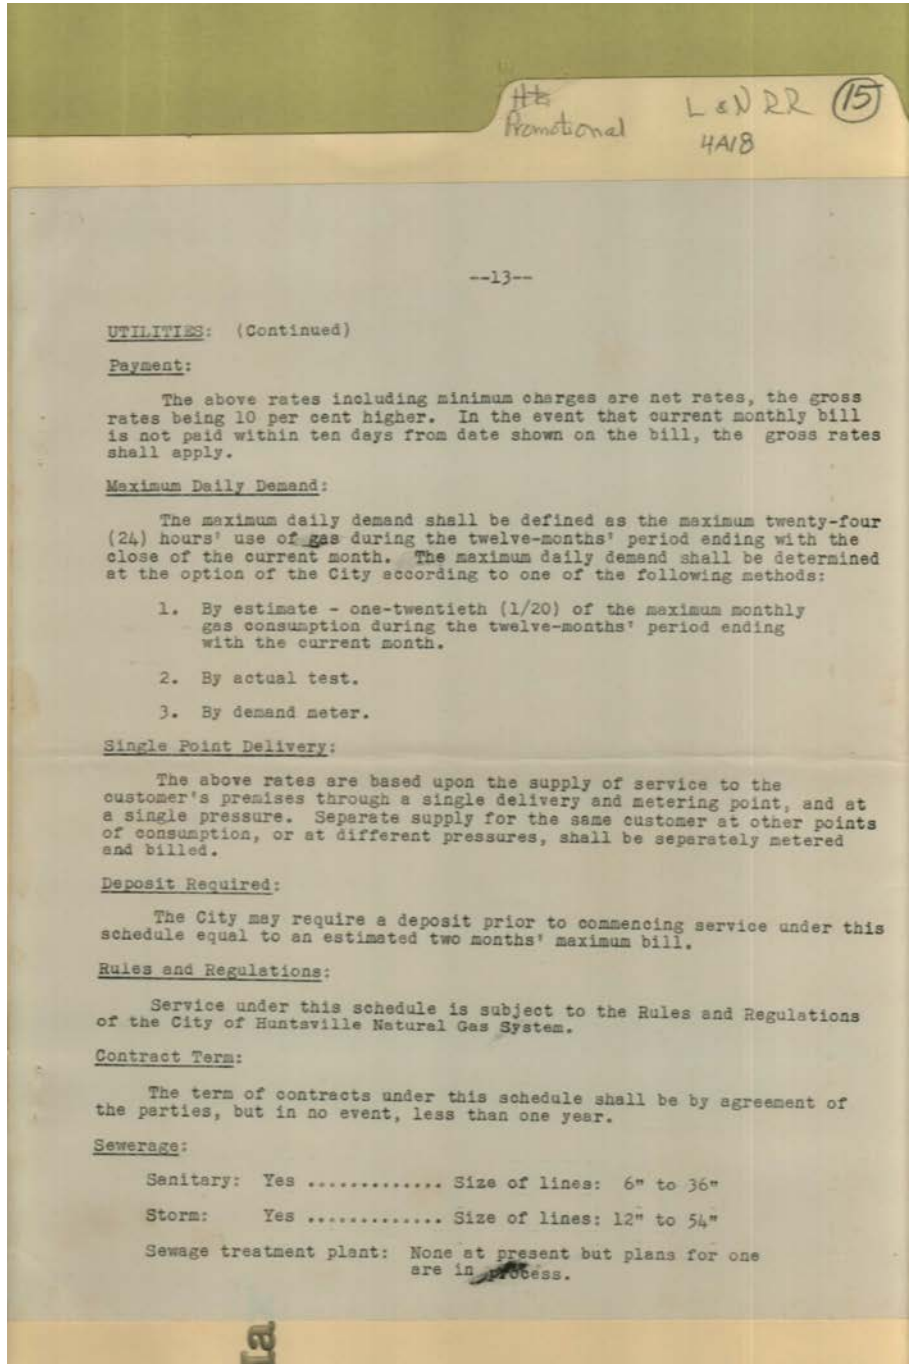 Hts
Promotional
L & N RR 15
4A18
--13--
UTILITIES: (Continued)
Payment:
The above rates including minimum charges are net rates, the gross
rates being 10 per cent higher. In the event that current monthly bill
is not paid within ten days from date shown on the bill, the gross rates
shall apply.
Maximum Daily Demand:
The maximum daily demand shall be defined as the maximum twenty-four
(24) hours' use of gas during the twelve-months' period ending with the
close of the current month. The maximum daily demand shall be determined
at the option of the City according to one of the following methods:
1. By estimate - one-twentieth (1/20) of the maximum monthly
gas consumption during the twelve-months' period ending
with the current month.
2. By actual test.
3. By demand meter.
Single Point Delivery:
The above rates are based upon the supply of service to the
customer's premises through a single delivery and metering point, and at
a single pressure. Separate supply for the same customer at other points
of consumption, or at different pressures, shall be separately metered
and billed.
Deposit Required:
The City may require a deposit prior to commencing service under this
schedule equal to an estimated two months' maximum bill.
Rules and Regulations:
Service under this schedule is subject to the Rules and Regulations
of the City of Huntsville Natural Gas System.
Contract Term:
The term of contracts under this schedule shall be by agreement of
the parties, but in no event, less than one year.
Sewerage:
Sanitary: Yes ............. Size of lines: 6" to 36"
Storm: Yes ............. Size of lines: 12" to 54"
Sewage treatment plant: None at present but plans for one
are in process.
la